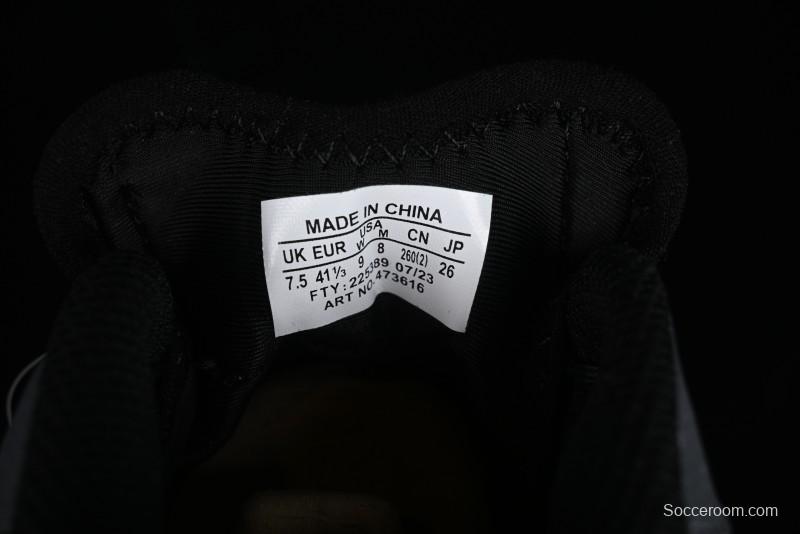 MADE IN CHINA
USA
UK EUR W M CN JP
7.5 41⅓ 9 8 260(2) 26
FTY: 225389 07/23
ART NO. 473616
Socceroom.com